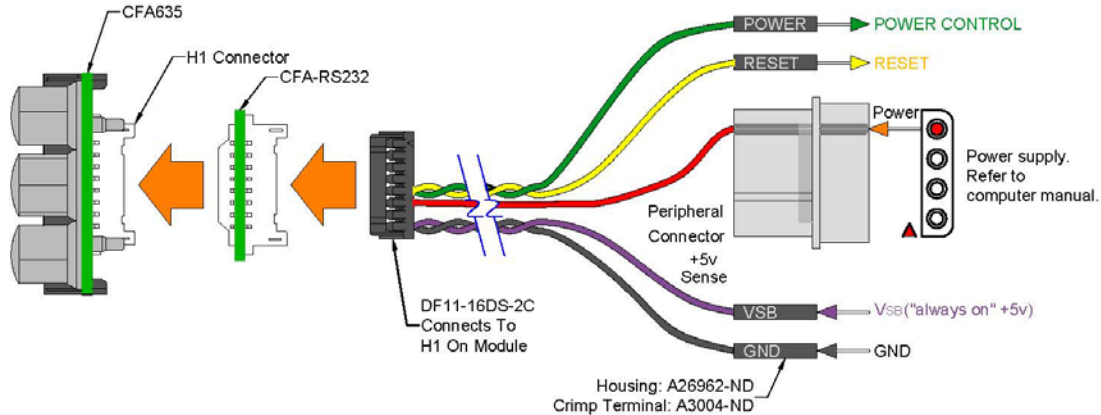 CFA635
H1 Connector
CFA-RS232
POWER
POWER CONTROL
RESET
RESET
Power
Power supply.
Refer to
computer manual.
Peripheral
Connector
+5v
Sense
DF11-16DS-2C
Connects To
H1 On Module
VSB
VSB("always on" +5v)
GND
GND
Housing: A26962-ND
Crimp Terminal: A3004-ND